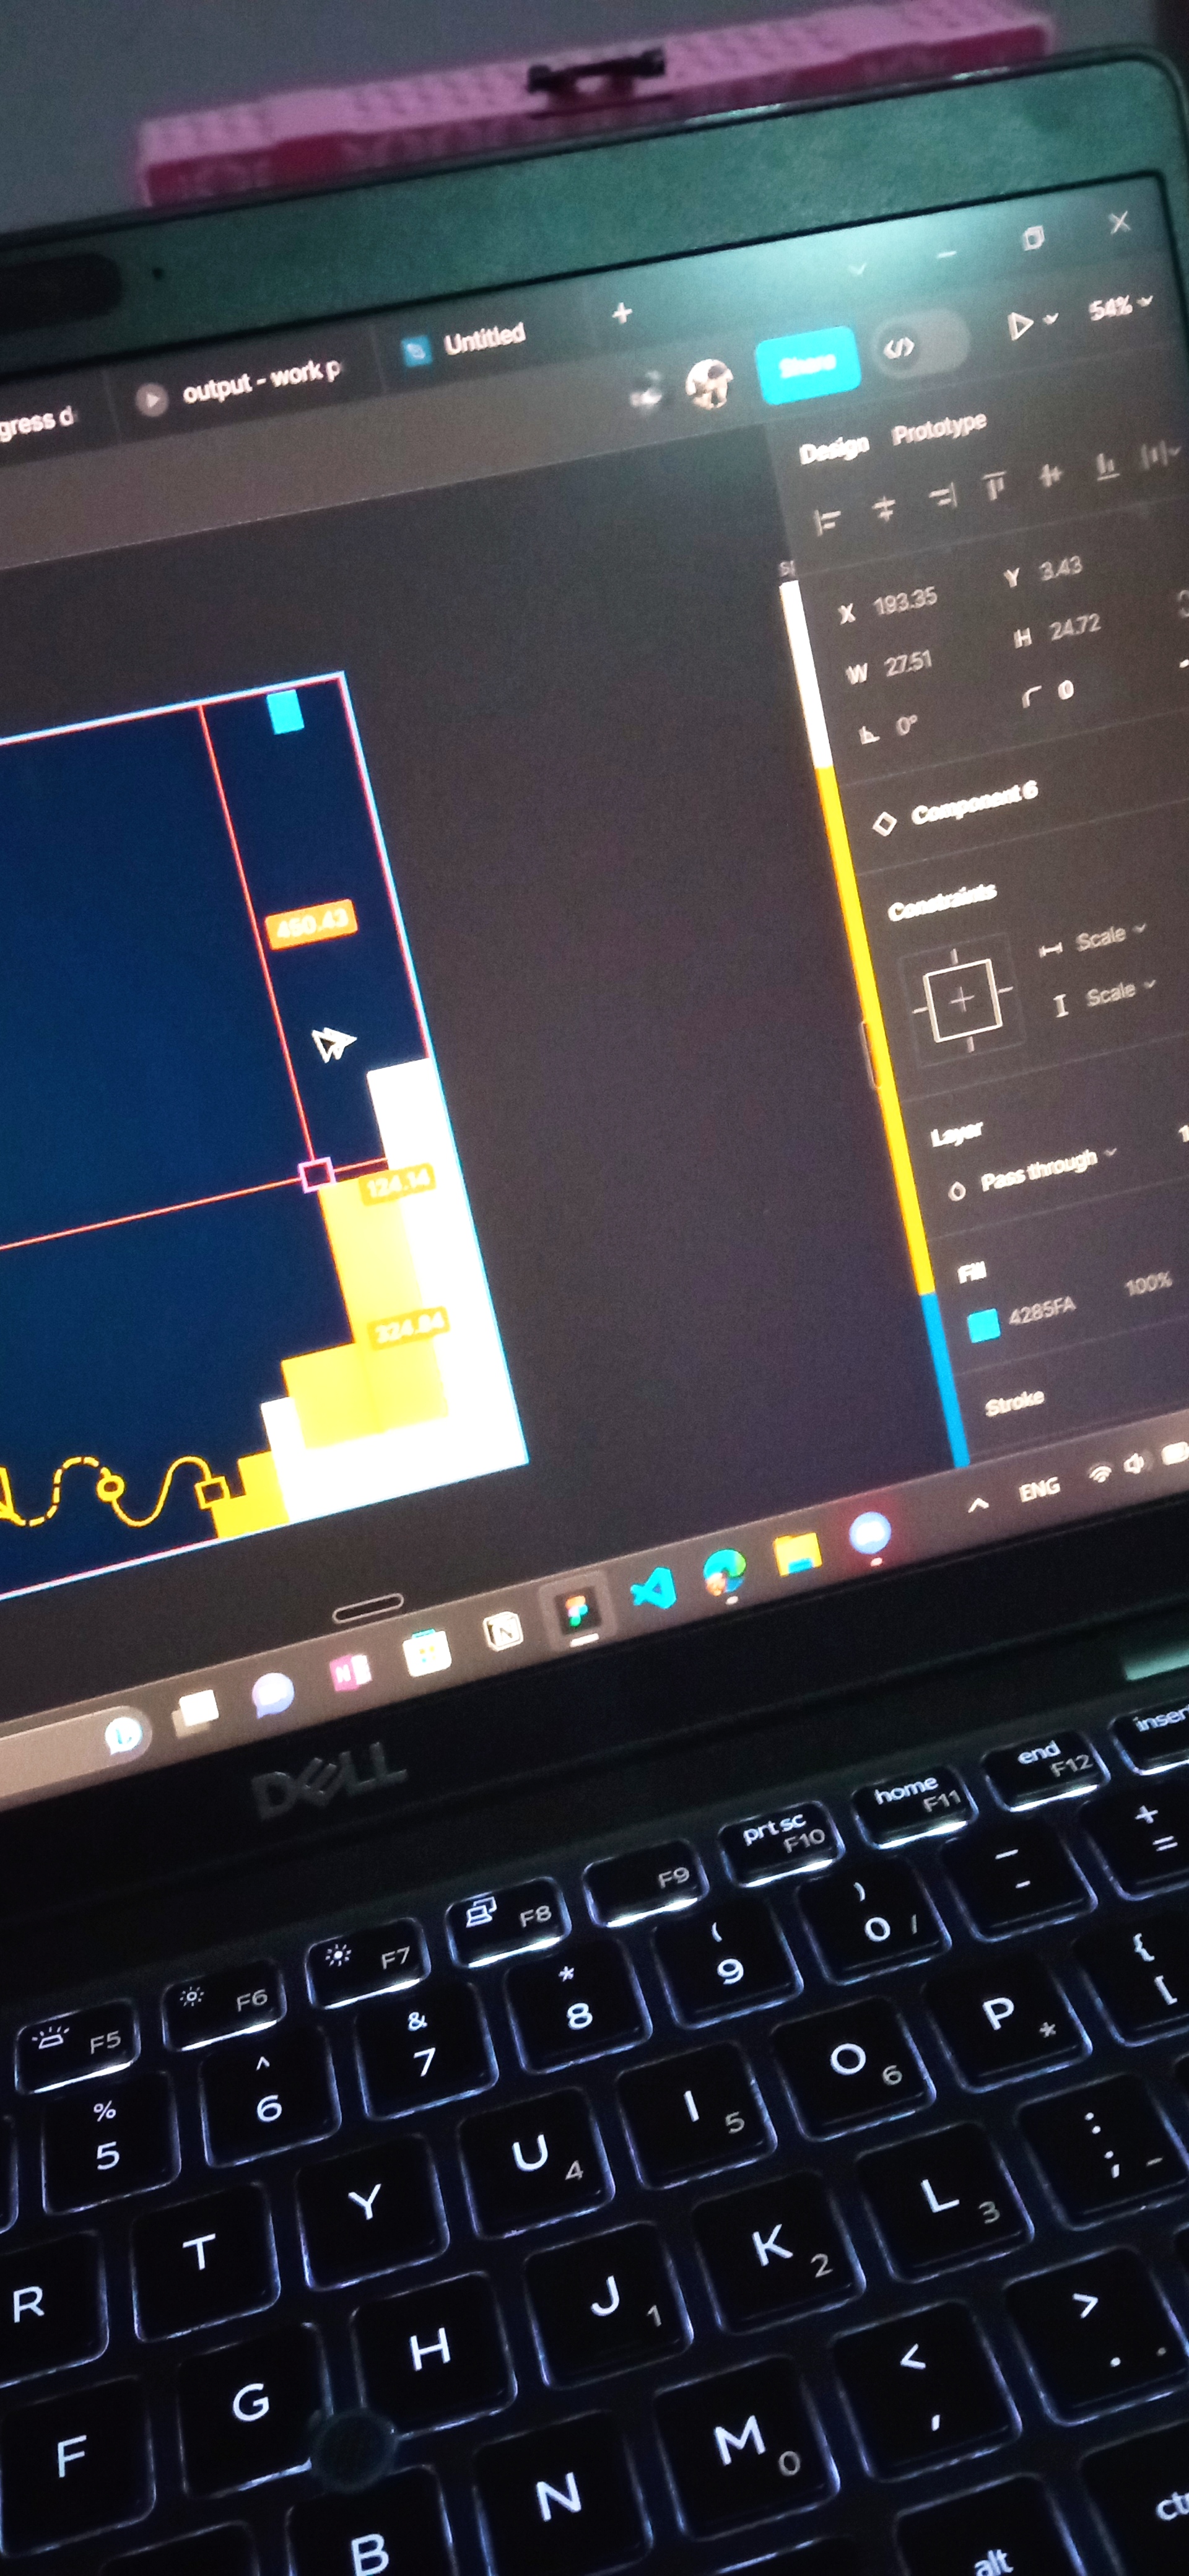 gress d
output - work p
Untitled
+
Share
</>
54%
Design
Prototype
X 193.35
Y 3.43
W 27.51
H 24.72
0°
0
Component 6
Constraints
Scale
Scale
Layer
Pass through
Fill
4285FA 100%
Stroke
450.43
124.14
324.84
ENG
DELL
F5
F6
F7
F8
F9
prt sc F10
home F11
end F12
insert
% 5
^ 6
& 7
* 8
( 9
) 0 /
_ -
+ =
R
T
Y
U 4
I 5
O 6
P *
{ [
F
G
H
J 1
K 2
L 3
: ; -
B
N
M 0
< ,
> . .
alt
ctr